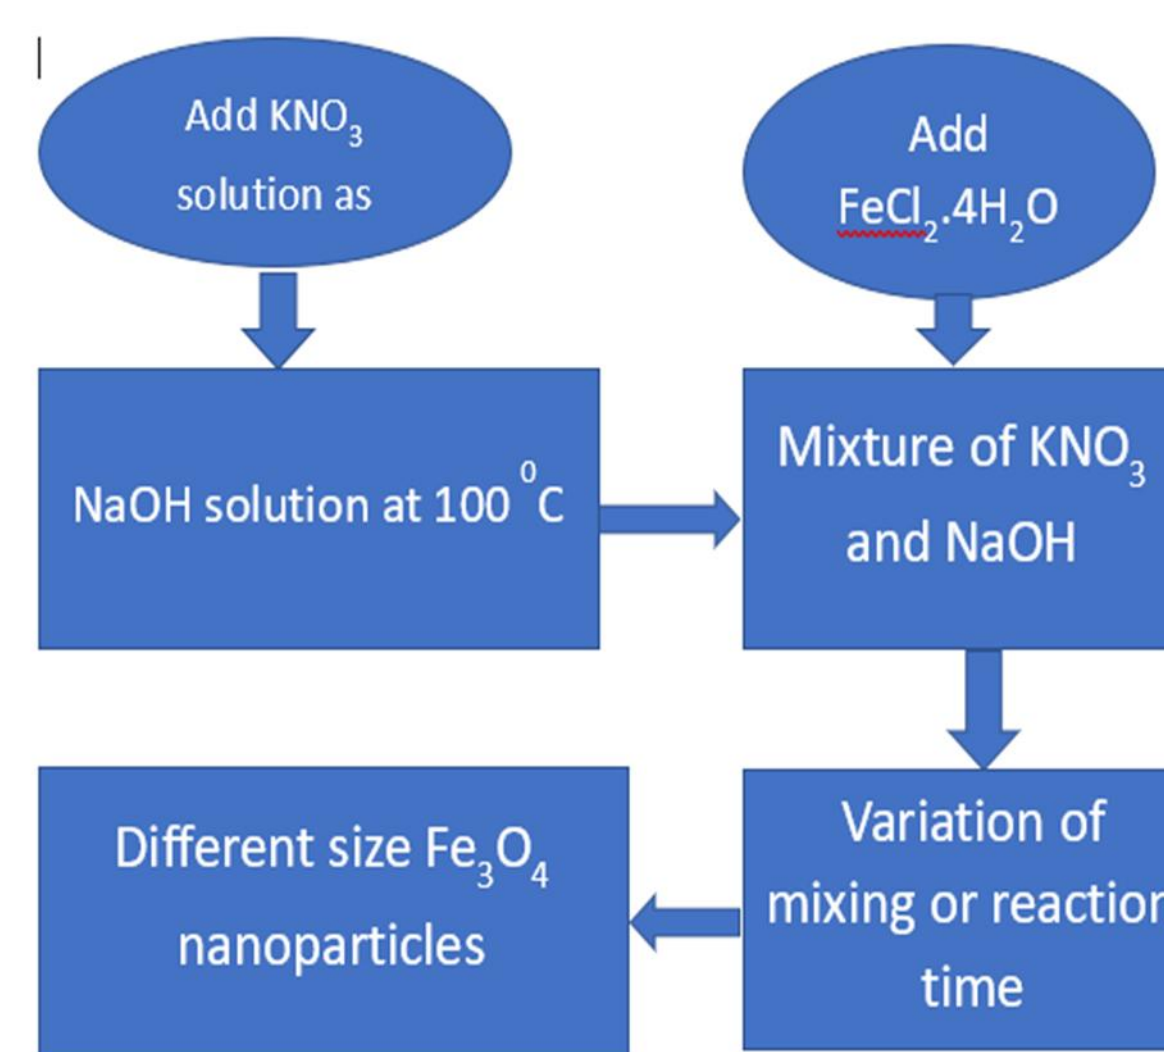 Add KNO₃
solution as
Add
FeCl₂.4H₂O
NaOH solution at 100 ⁰C
Mixture of KNO₃
and NaOH
Variation of
mixing or reaction
time
Different size Fe₃O₄
nanoparticles